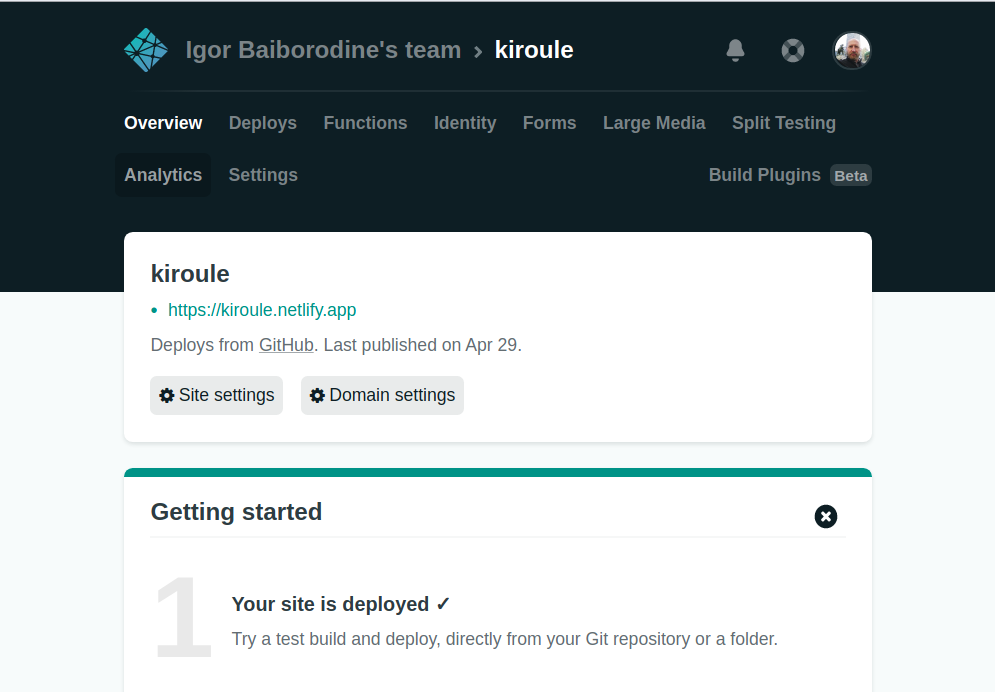 Igor Baiborodine's team › kiroule
Overview Deploys Functions Identity Forms Large Media Split Testing
Analytics Settings Build Plugins Beta
kiroule
• https://kiroule.netlify.app
Deploys from GitHub. Last published on Apr 29.
Site settings Domain settings
Getting started
1
Your site is deployed ✓
Try a test build and deploy, directly from your Git repository or a folder.